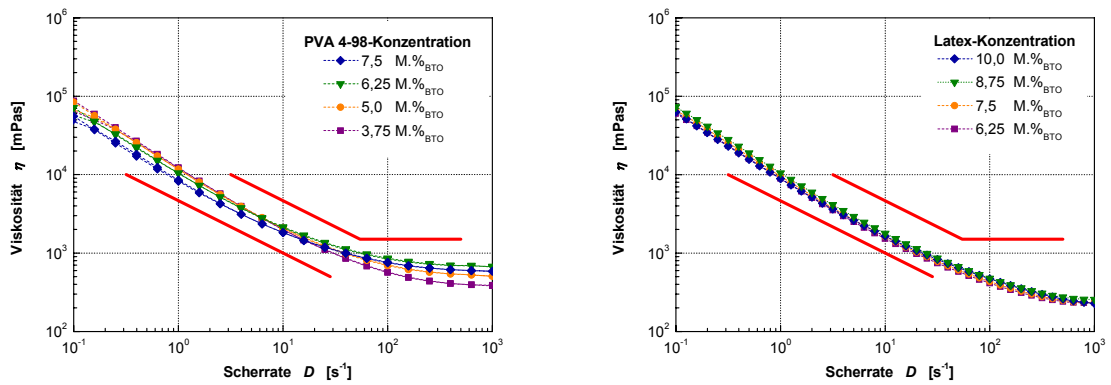 PVA 4-98-Konzentration
7,5 M.%BTO
6,25 M.%BTO
5,0 M.%BTO
3,75 M.%BTO
Viskosität η [mPas]
10^6
10^5
10^4
10^3
10^2
10^-1 10^0 10^1 10^2 10^3
Scherrate D [s^-1]
Latex-Konzentration
10,0 M.%BTO
8,75 M.%BTO
7,5 M.%BTO
6,25 M.%BTO
Viskosität η [mPas]
10^6
10^5
10^4
10^3
10^2
10^-1 10^0 10^1 10^2 10^3
Scherrate D [s^-1]